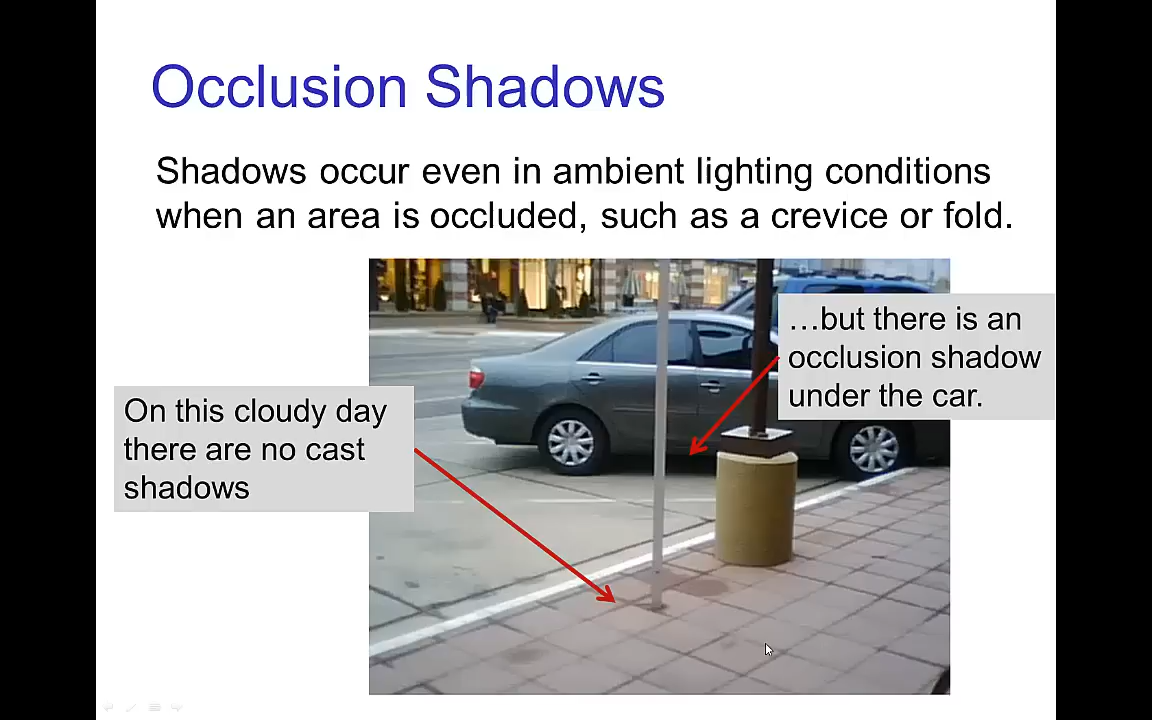 Occlusion Shadows
Shadows occur even in ambient lighting conditions
when an area is occluded, such as a crevice or fold.
On this cloudy day
there are no cast
shadows
…but there is an
occlusion shadow
under the car.